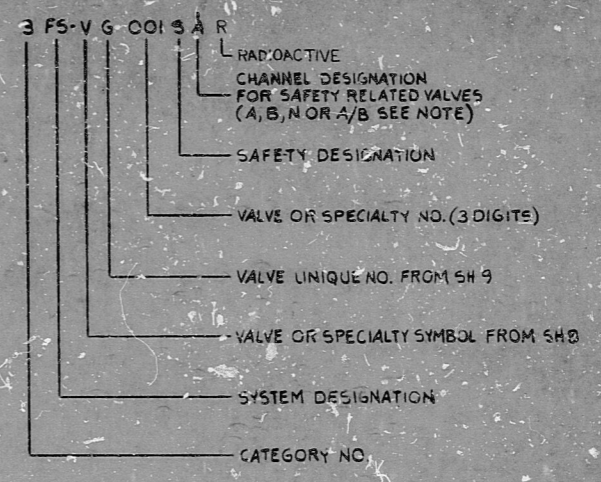 3 FS-V G 001 S A R
RADIOACTIVE
CHANNEL DESIGNATION
FOR SAFETY RELATED VALVES
(A, B, N OR A/B SEE NOTE)
SAFETY DESIGNATION
VALVE OR SPECIALTY NO. (3 DIGITS)
VALVE UNIQUE NO. FROM SH 9
VALVE OR SPECIALTY SYMBOL FROM SH 8
SYSTEM DESIGNATION
CATEGORY NO.